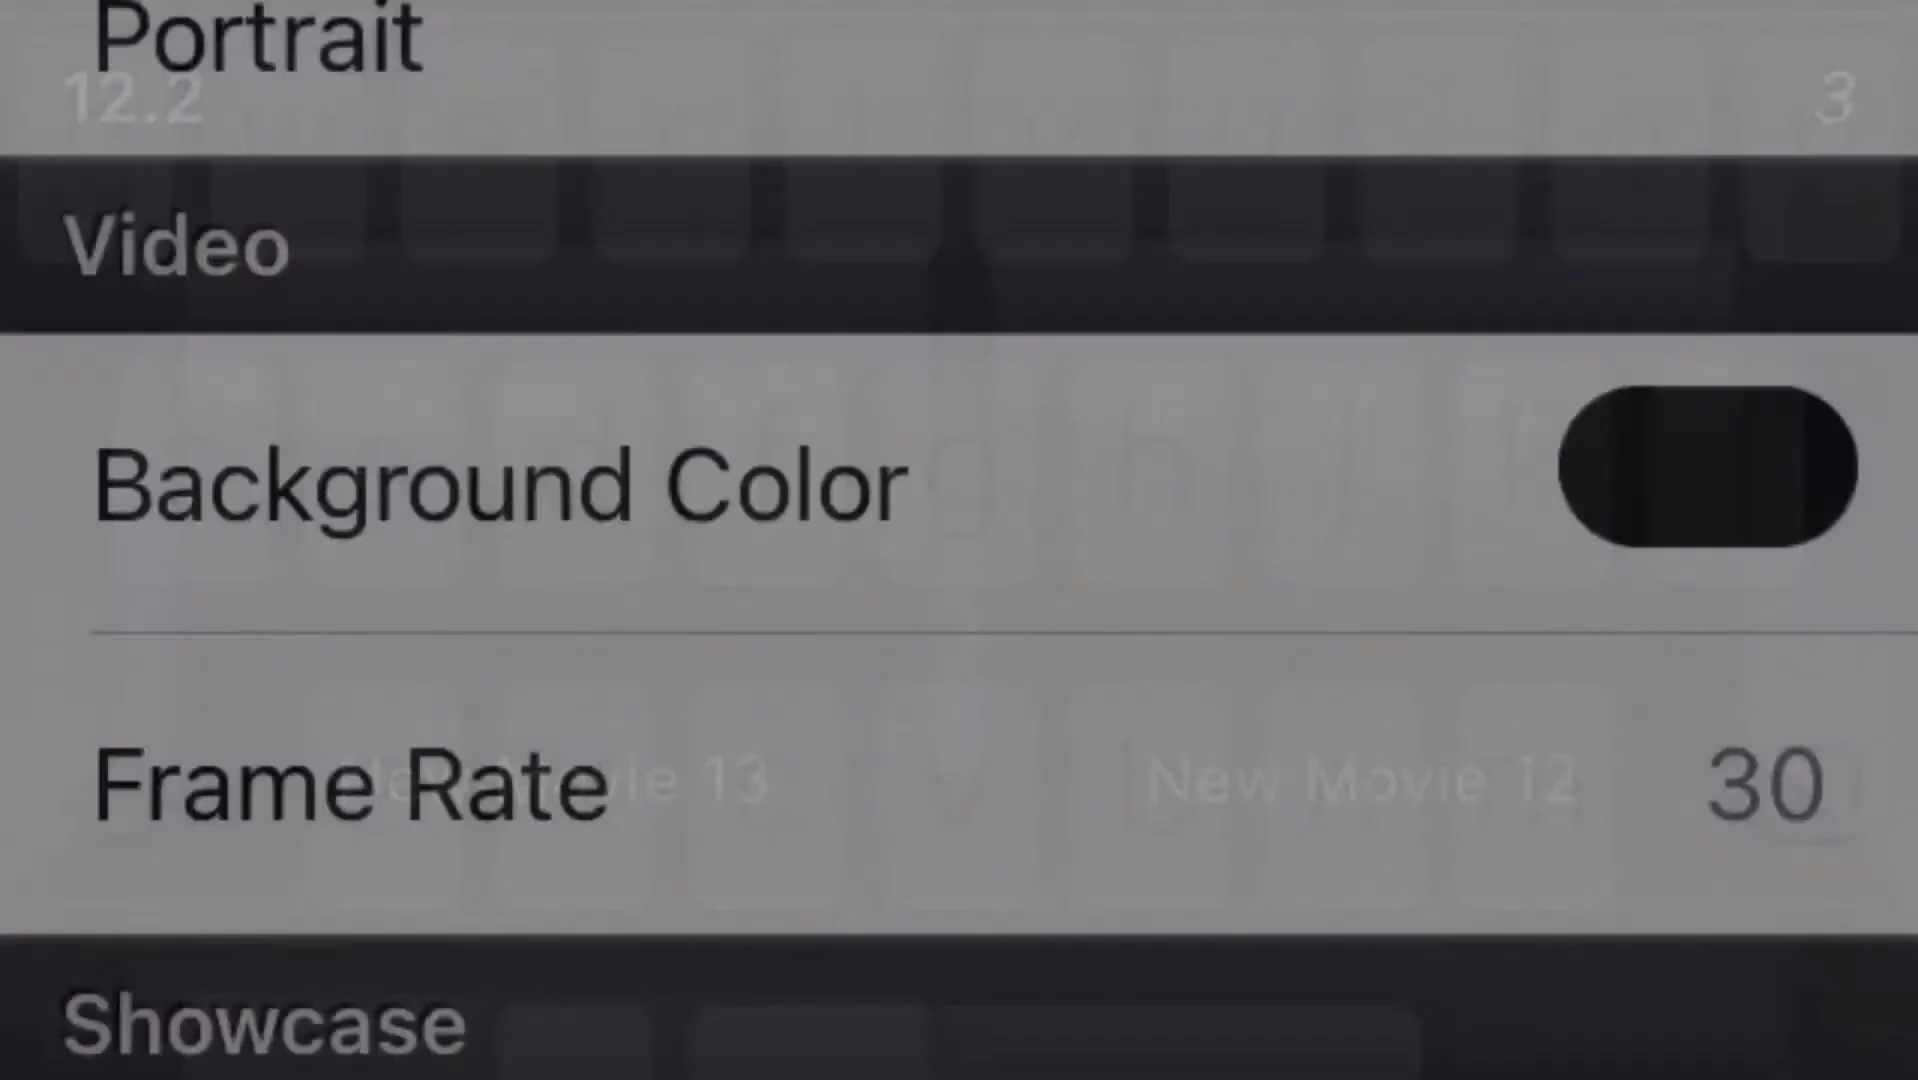 Portrait
12.2 3
Video
Background Color
Frame Rate 30
New Movie 13 New Movie 12
Showcase